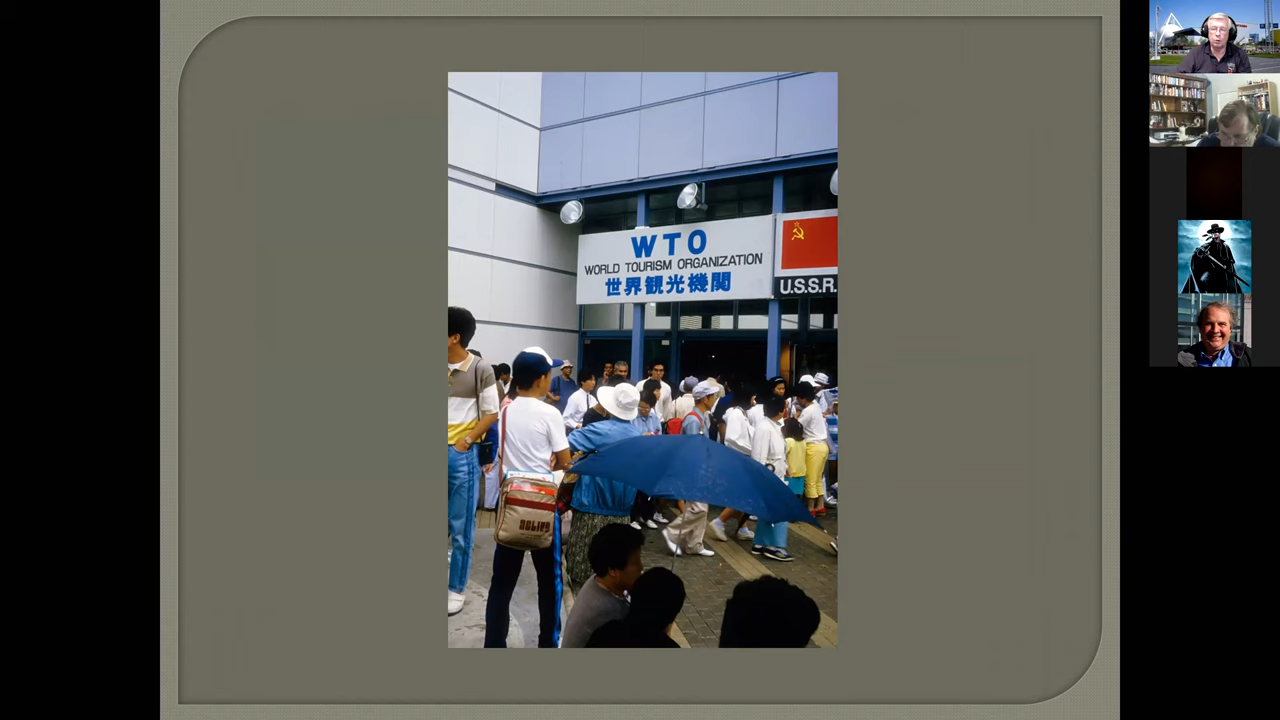 WTO
WORLD TOURISM ORGANIZATION
世界観光機関
U.S.S.R.